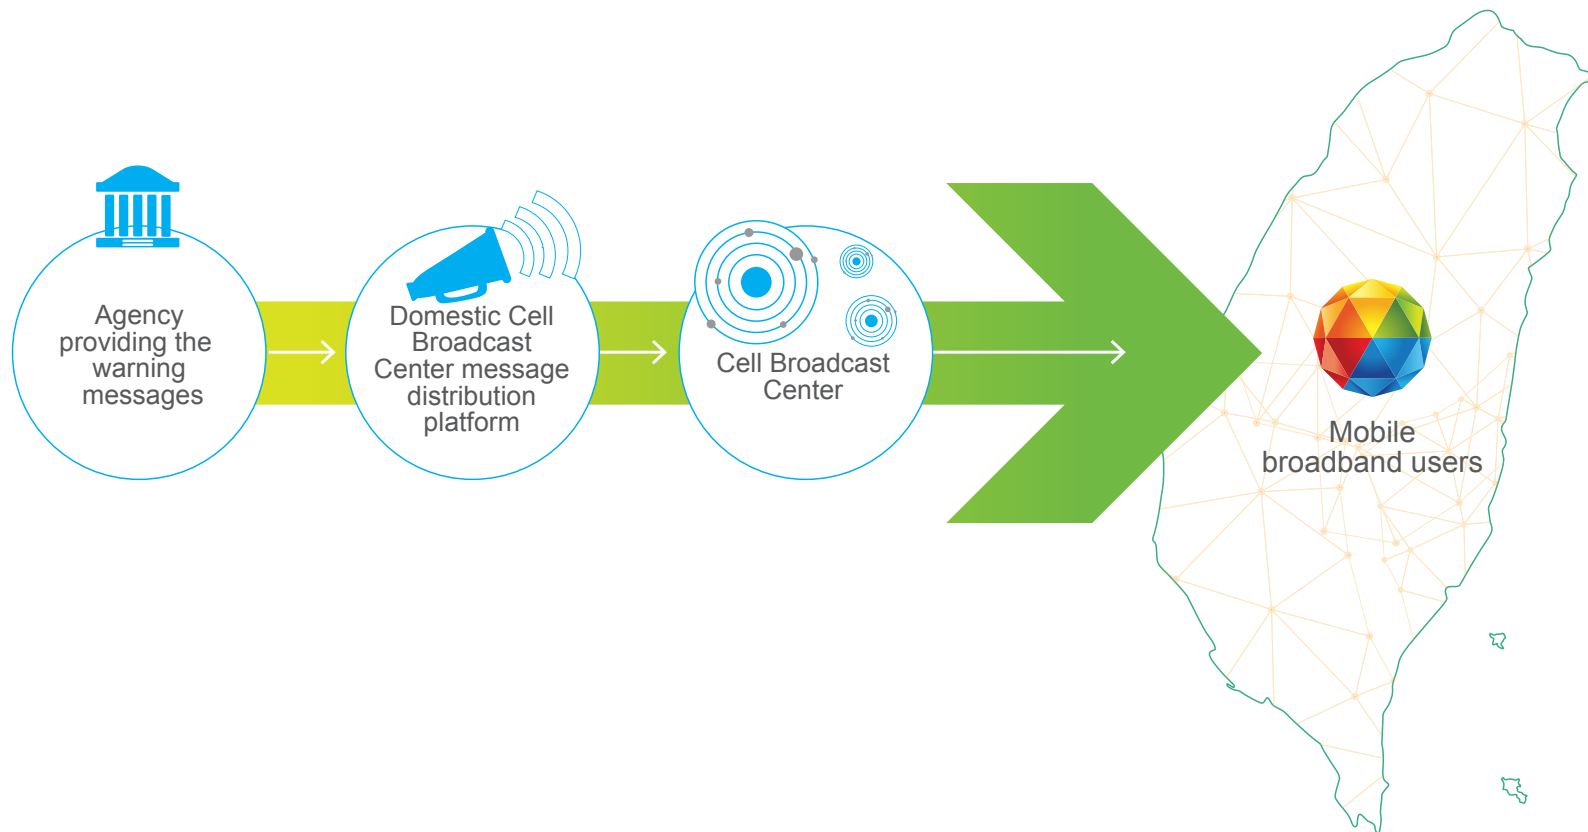 Agency
providing the
warning
messages
Domestic Cell
Broadcast
Center message
distribution
platform
Cell Broadcast
Center
Mobile
broadband users